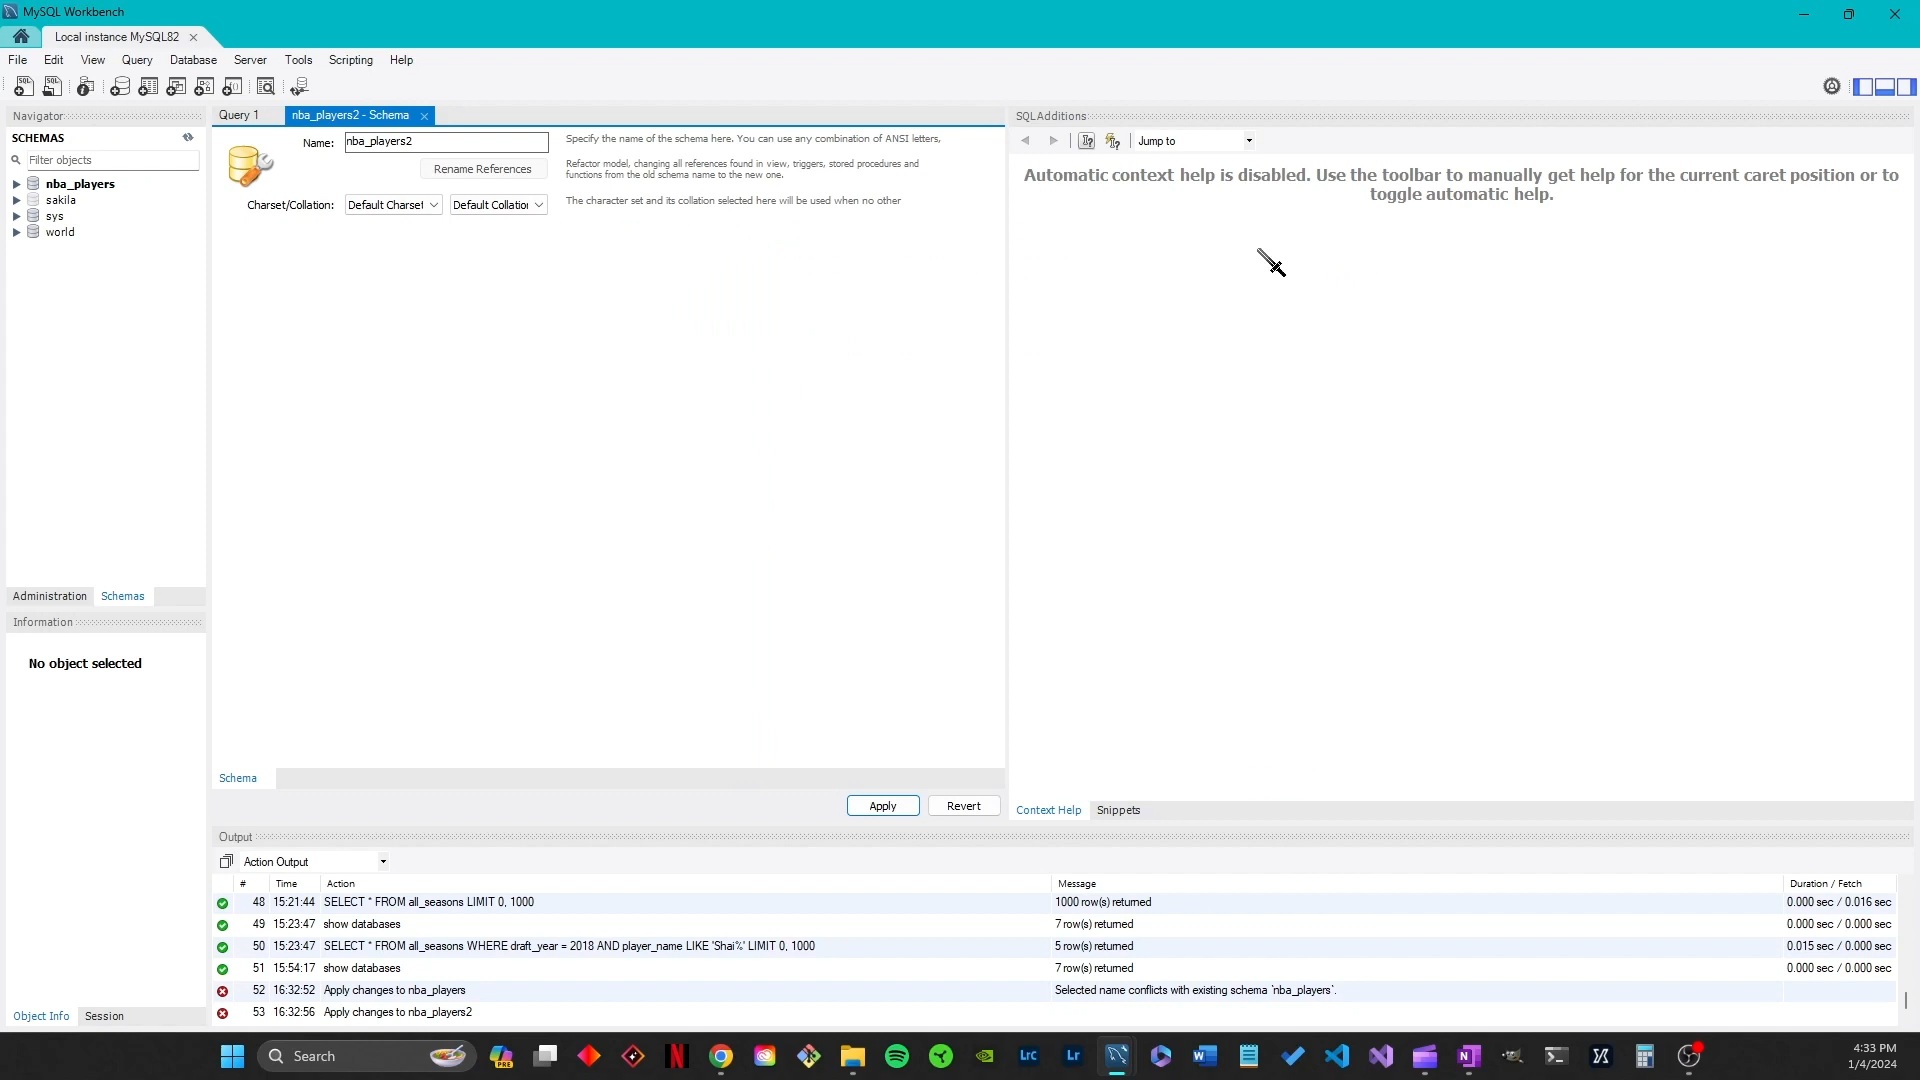 MySQL Workbench
Local instance MySQL82
File Edit View Query Database Server Tools Scripting Help
Navigator
SCHEMAS
Filter objects
nba_players
sakila
sys
world
Administration Schemas
Information
No object selected
Object Info Session
Query 1 nba_players2 - Schema
Name: nba_players2 Specify the name of the schema here. You can use any combination of ANSI letters,
Rename References Refactor model, changing all references found in view, triggers, stored procedures and
functions from the old schema name to the new one.
Charset/Collation: Default Charset Default Collation The character set and its collation selected here will be used when no other
Schema
Apply Revert
SQLAdditions
Jump to
Automatic context help is disabled. Use the toolbar to manually get help for the current caret position or to
toggle automatic help.
Context Help Snippets
Output
Action Output
# Time Action Message Duration / Fetch
48 15:21:44 SELECT * FROM all_seasons LIMIT 0, 1000 1000 row(s) returned 0.000 sec / 0.016 sec
49 15:23:47 show databases 7 row(s) returned 0.000 sec / 0.000 sec
50 15:23:47 SELECT * FROM all_seasons WHERE draft_year = 2018 AND player_name LIKE 'Shai%' LIMIT 0, 1000 5 row(s) returned 0.015 sec / 0.000 sec
51 15:54:17 show databases 7 row(s) returned 0.000 sec / 0.000 sec
52 16:32:52 Apply changes to nba_players Selected name conflicts with existing schema `nba_players`.
53 16:32:56 Apply changes to nba_players2
Search PRE N LrC Lr W N
4:33 PM
1/4/2024